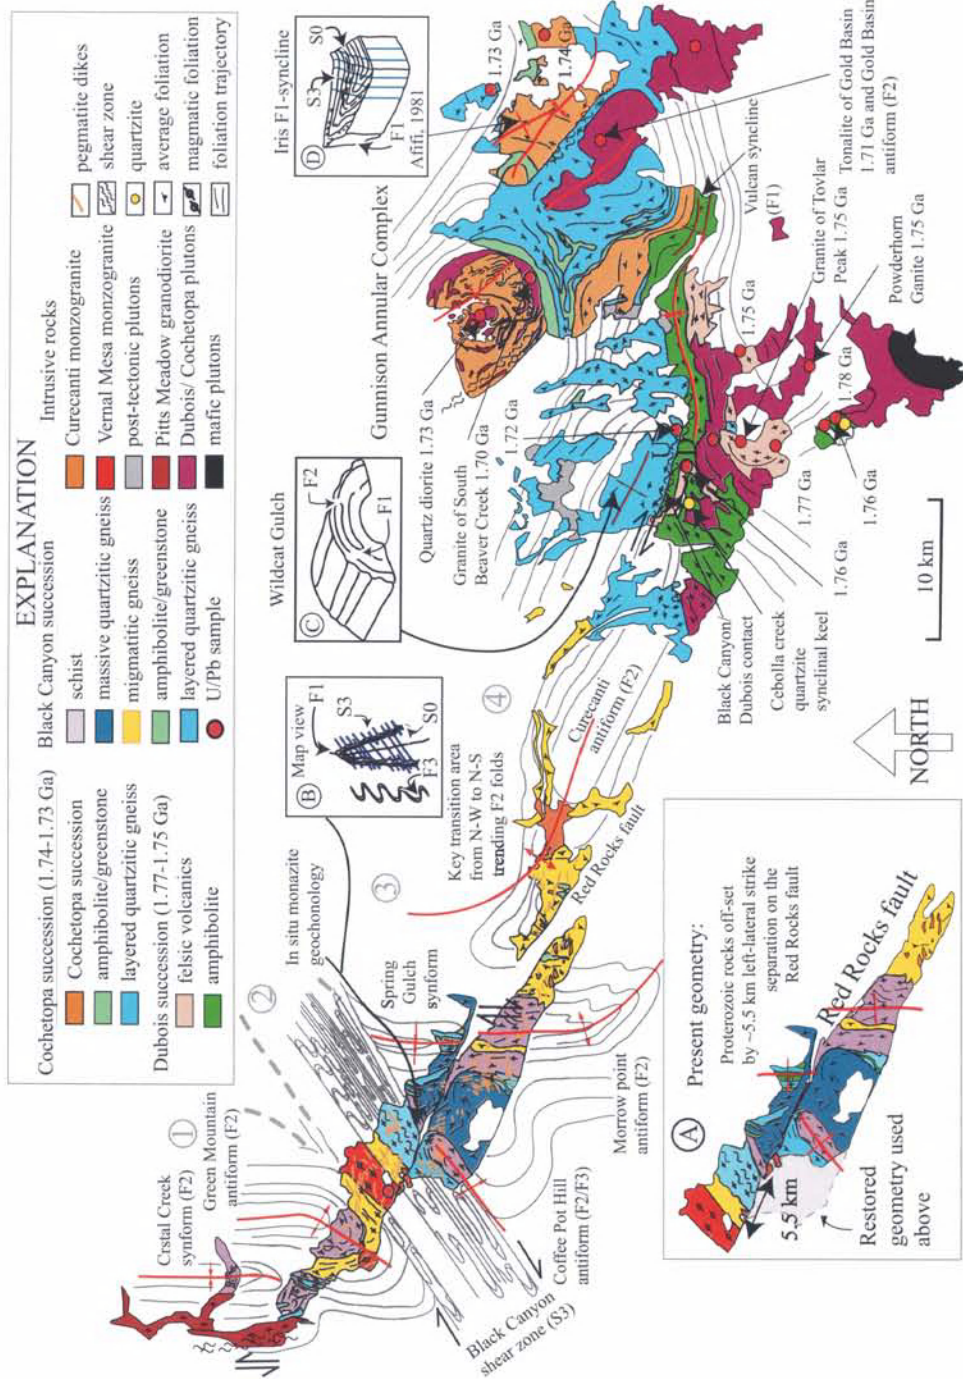 EXPLANATION
Cochetopa succession (1.74-1.73 Ga)
Cochetopa succession
amphibolite/greenstone
layered quartzitic gneiss
Dubois succession (1.77-1.75 Ga)
felsic volcanics
amphibolite
Black Canyon succession
schist
massive quartzitic gneiss
migmatitic gneiss
amphibolite/greenstone
layered quartzitic gneiss
U/Pb sample
Intrusive rocks
Curecanti monzogranite
Vernal Mesa monzogranite
post-tectonic plutons
Pitts Meadow granodiorite
Dubois/ Cochetopa plutons
mafic plutons
pegmatite dikes
shear zone
quartzite
average foliation
magmatic foliation
foliation trajectory
Crstal Creek
synform (F2)
Green Mountain
antiform (F2)
1
2
3
4
In situ monazite
geochonology
Spring
Gulch
synform
Black Canyon
shear zone (S3)
Coffee Pot Hill
antiform (F2/F3)
Morrow point
antiform (F2)
B
Map view
F1
S3
S0
F3
Key transition area
from N-W to N-S
trending F2 folds
Curecanti
antiform (F2)
Red Rocks fault
Wildcat Gulch
C
F2
F1
Gunnison Annular Complex
Quartz diorite 1.73 Ga
Granite of South
Beaver Creek 1.70 Ga
1.72 Ga
Iris F1-syncline
D
S3
S0
F1
Afifi, 1981
1.73 Ga
1.74 Ga
Vulcan syncline
(F1)
Tonalite of Gold Basin
1.71 Ga and Gold Basin
antiform (F2)
Granite of Tovlar
Peak 1.75 Ga
Powderhorn
Ganite 1.75 Ga
1.75 Ga
1.78 Ga
1.77 Ga
1.76 Ga
1.76 Ga
Black Canyon/
Dubois contact
Cebolla creek
quartzite
synclinal keel
10 km
NORTH
A
Present geometry:
Proterozoic rocks off-set
by ~5.5 km left-lateral strike
separation on the
Red Rocks fault
Red Rocks fault
5.5 km
Restored
geometry used
above